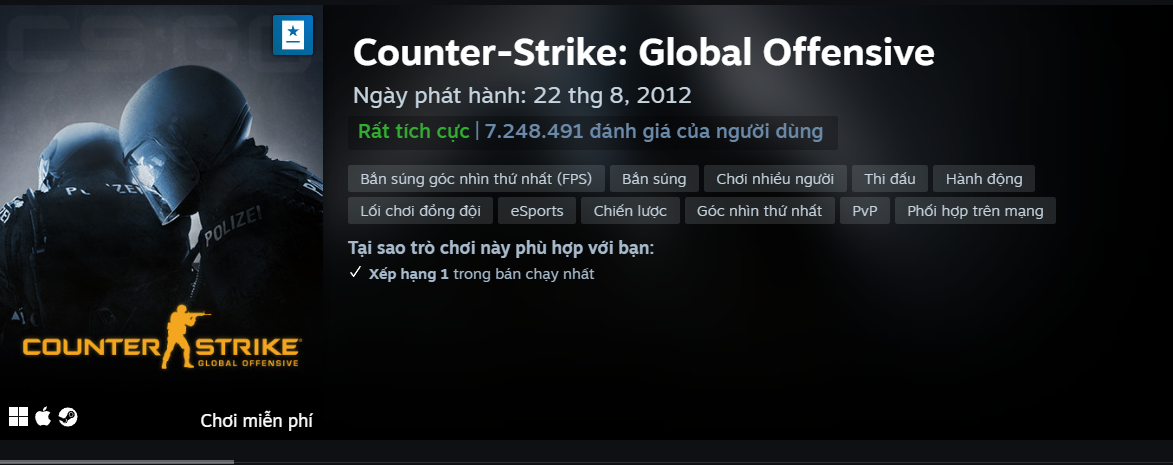 CS:GO
Counter-Strike: Global Offensive
Ngày phát hành: 22 thg 8, 2012
Rất tích cực | 7.248.491 đánh giá của người dùng
Bắn súng góc nhìn thứ nhất (FPS) Bắn súng Chơi nhiều người Thi đấu Hành động
Lối chơi đồng đội eSports Chiến lược Góc nhìn thứ nhất PvP Phối hợp trên mạng
Tại sao trò chơi này phù hợp với bạn:
Xếp hạng 1 trong bán chạy nhất
POLIZEI
COUNTER STRIKE
GLOBAL OFFENSIVE
Chơi miễn phí